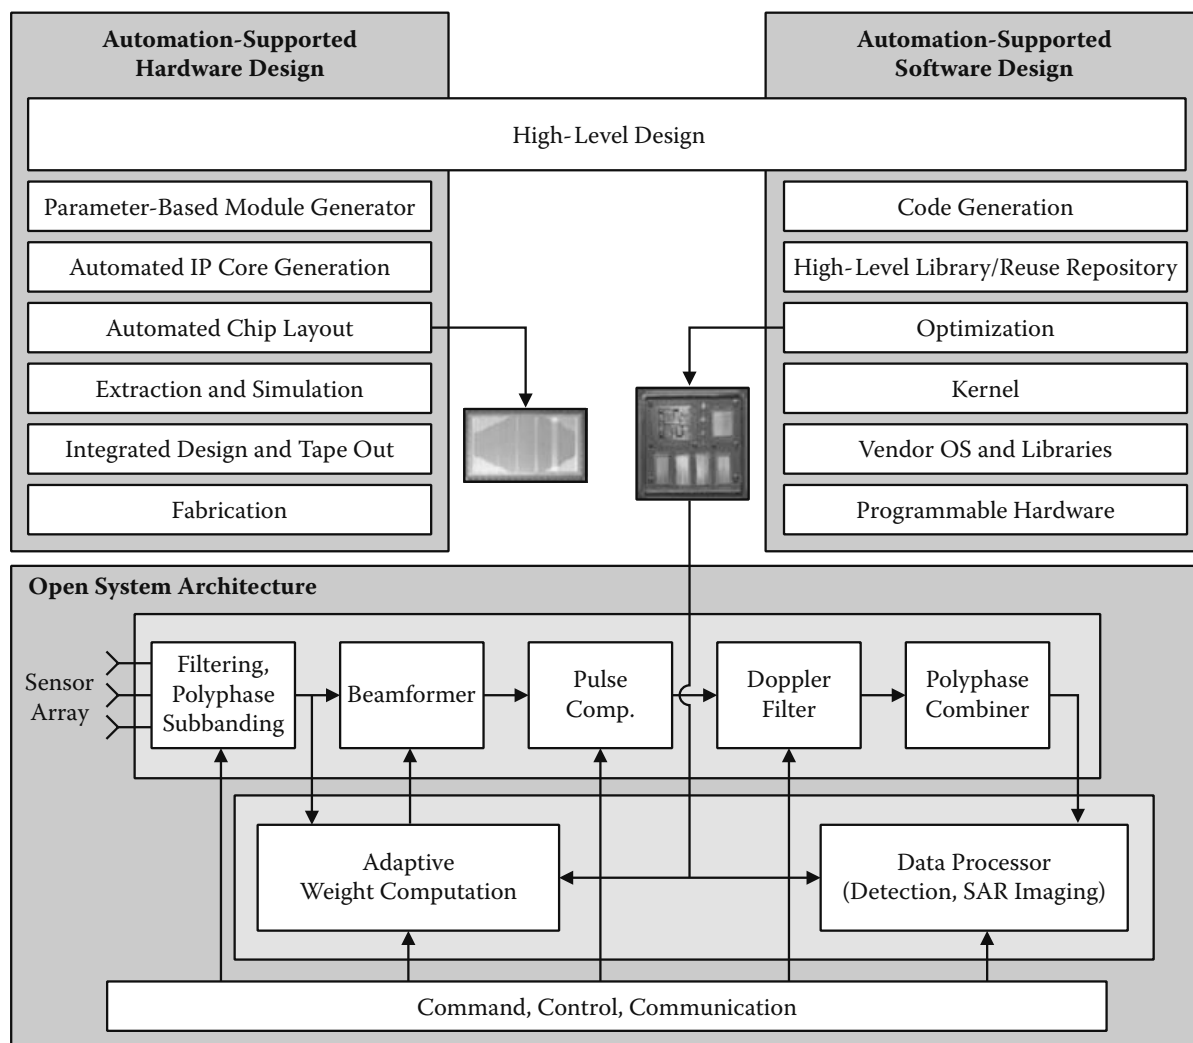 Automation-Supported
Hardware Design
Automation-Supported
Software Design
High-Level Design
Parameter-Based Module Generator
Automated IP Core Generation
Automated Chip Layout
Extraction and Simulation
Integrated Design and Tape Out
Fabrication
Code Generation
High-Level Library/Reuse Repository
Optimization
Kernel
Vendor OS and Libraries
Programmable Hardware
Open System Architecture
Sensor
Array
Filtering,
Polyphase
Subbanding
Beamformer
Pulse
Comp.
Doppler
Filter
Polyphase
Combiner
Adaptive
Weight Computation
Data Processor
(Detection, SAR Imaging)
Command, Control, Communication